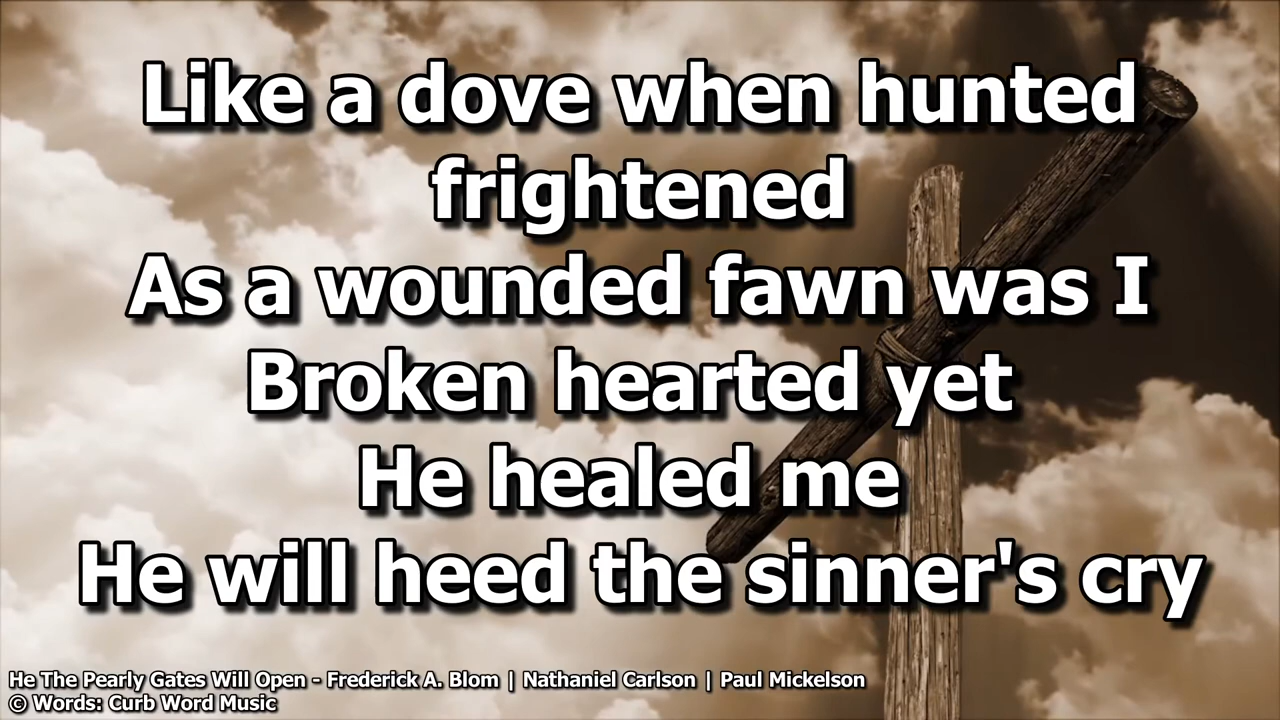 Like a dove when hunted
frightened
As a wounded fawn was I
Broken hearted yet
He healed me
He will heed the sinner's cry
He The Pearly Gates Will Open - Frederick A. Blom | Nathaniel Carlson | Paul Mickelson
© Words: Curb Word Music